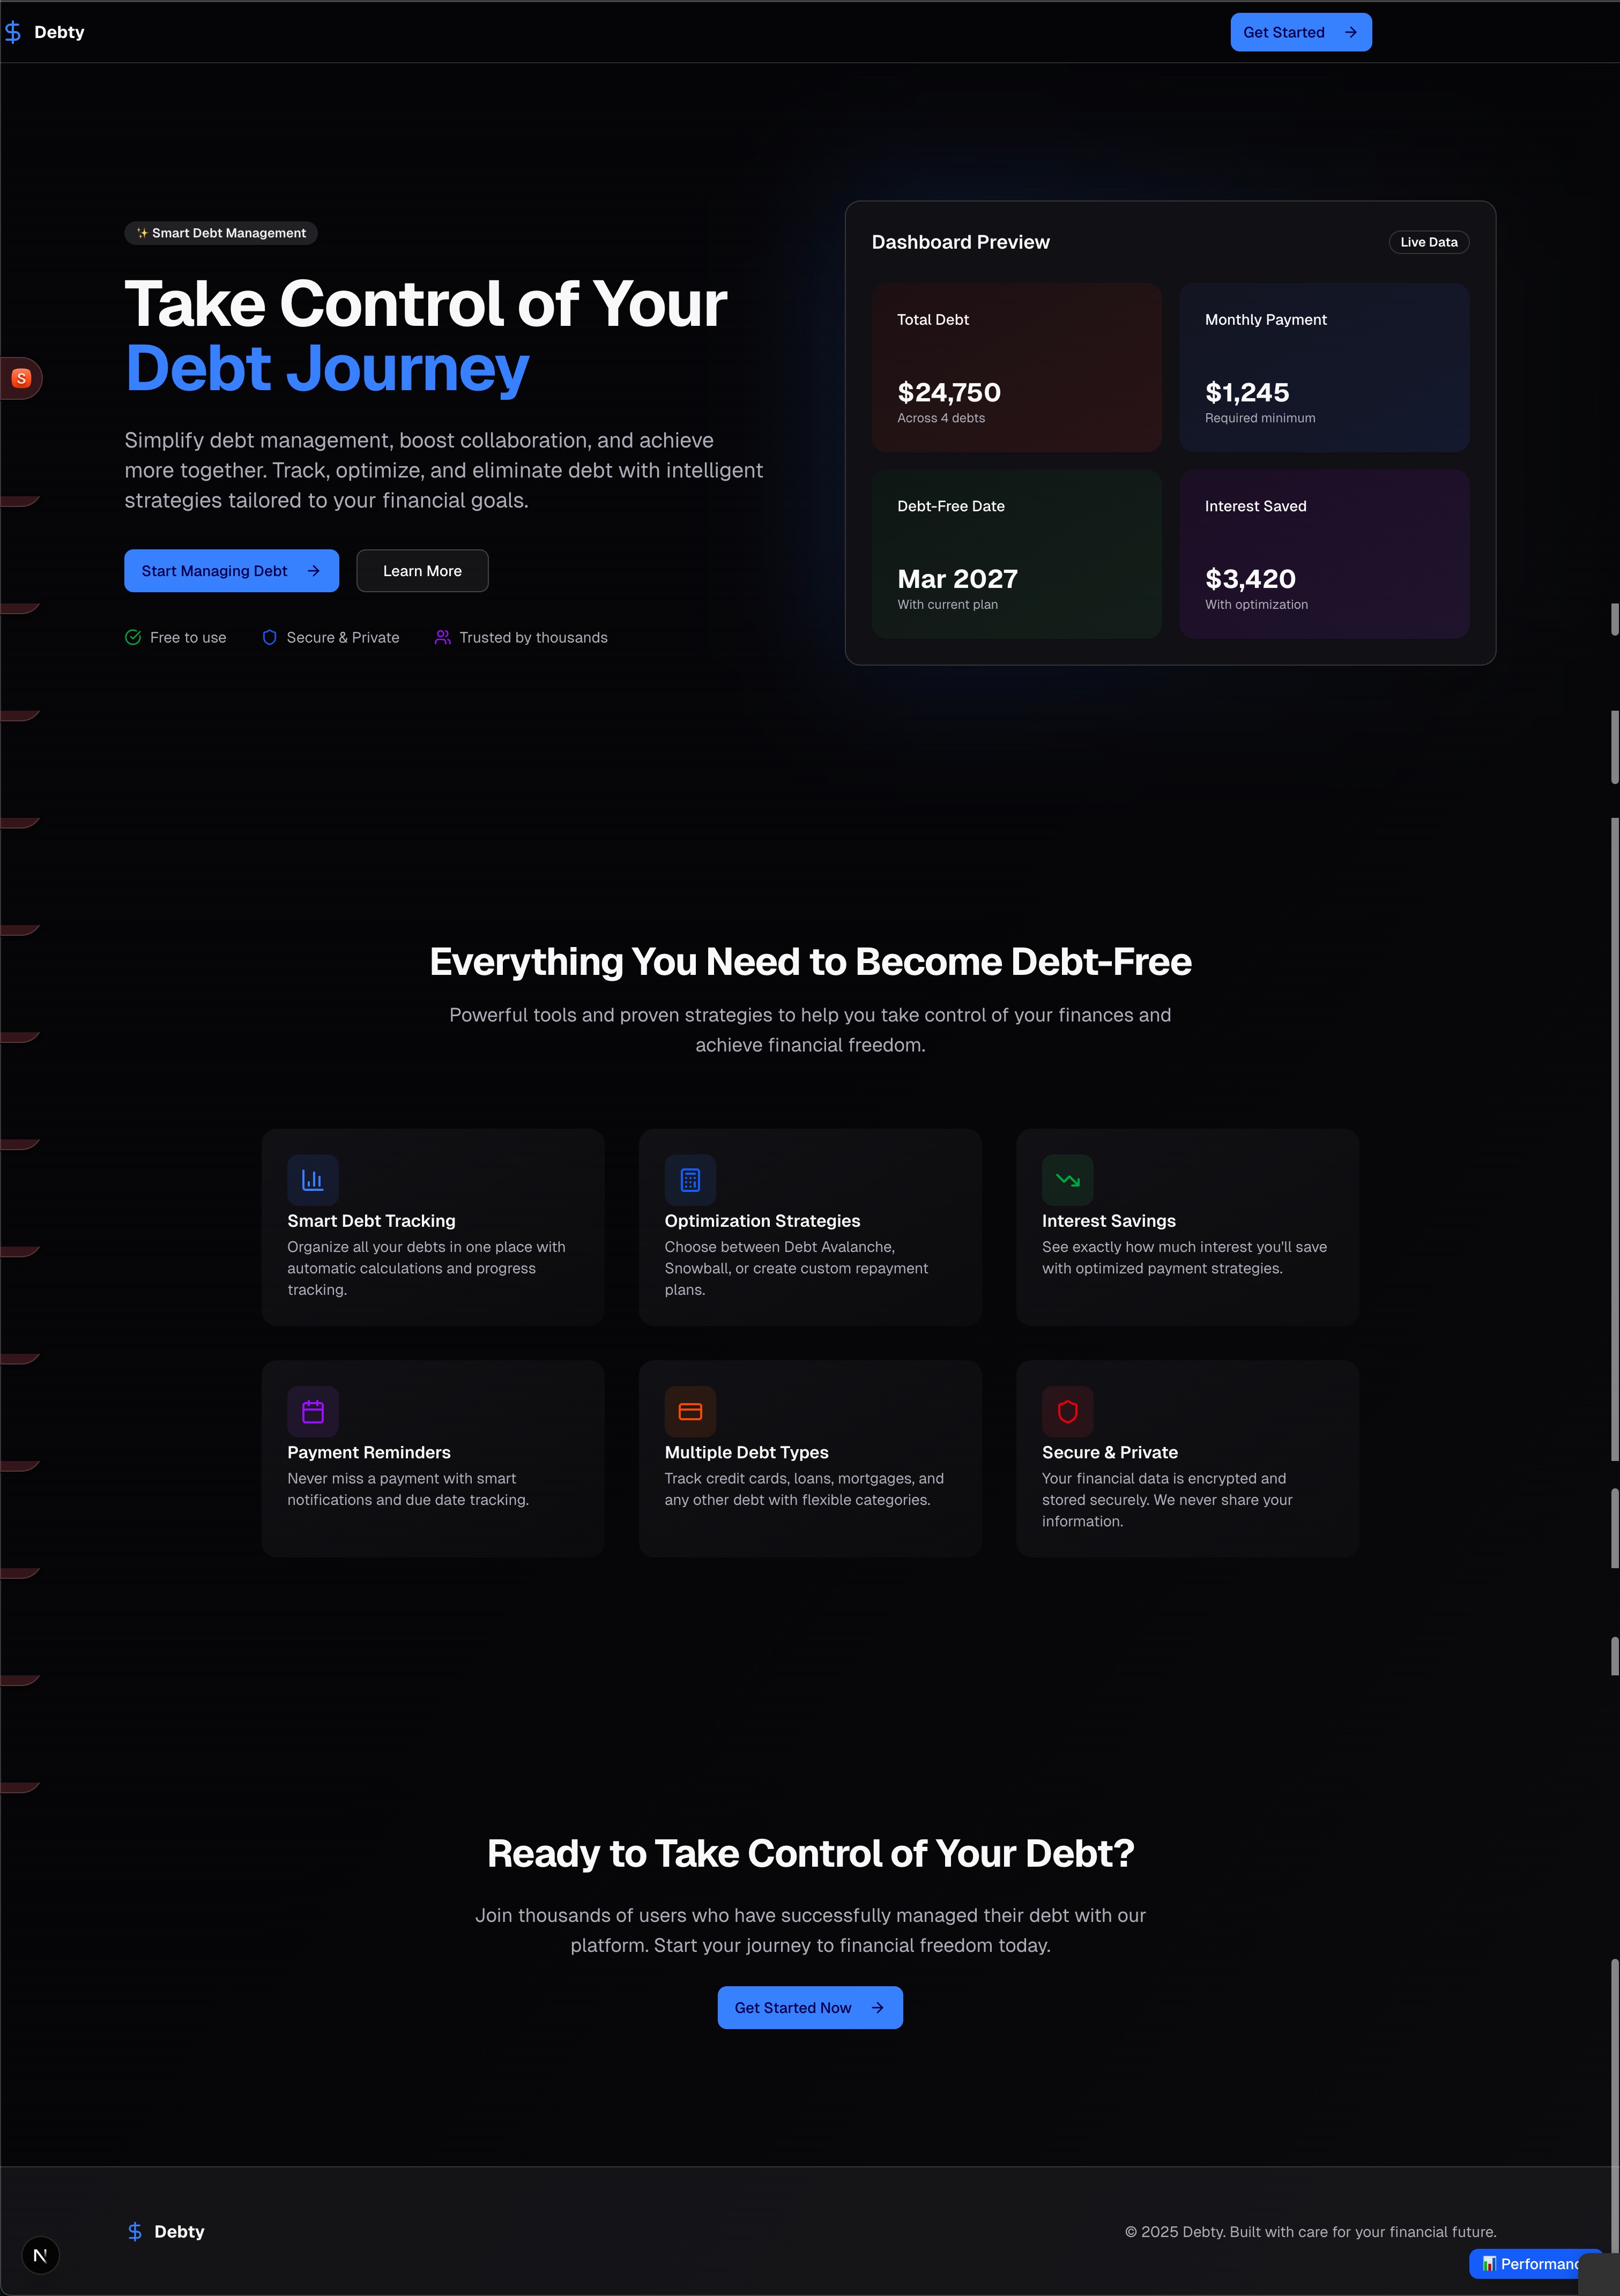 Debty
Get Started
✨ Smart Debt Management
Take Control of Your
Debt Journey
Simplify debt management, boost collaboration, and achieve
more together. Track, optimize, and eliminate debt with intelligent
strategies tailored to your financial goals.
Start Managing Debt
Learn More
Free to use
Secure & Private
Trusted by thousands
Dashboard Preview
Live Data
Total Debt
$24,750
Across 4 debts
Monthly Payment
$1,245
Required minimum
Debt-Free Date
Mar 2027
With current plan
Interest Saved
$3,420
With optimization
S
Everything You Need to Become Debt-Free
Powerful tools and proven strategies to help you take control of your finances and
achieve financial freedom.
Smart Debt Tracking
Organize all your debts in one place with
automatic calculations and progress
tracking.
Optimization Strategies
Choose between Debt Avalanche,
Snowball, or create custom repayment
plans.
Interest Savings
See exactly how much interest you'll save
with optimized payment strategies.
Payment Reminders
Never miss a payment with smart
notifications and due date tracking.
Multiple Debt Types
Track credit cards, loans, mortgages, and
any other debt with flexible categories.
Secure & Private
Your financial data is encrypted and
stored securely. We never share your
information.
Ready to Take Control of Your Debt?
Join thousands of users who have successfully managed their debt with our
platform. Start your journey to financial freedom today.
Get Started Now
Debty
© 2025 Debty. Built with care for your financial future.
N